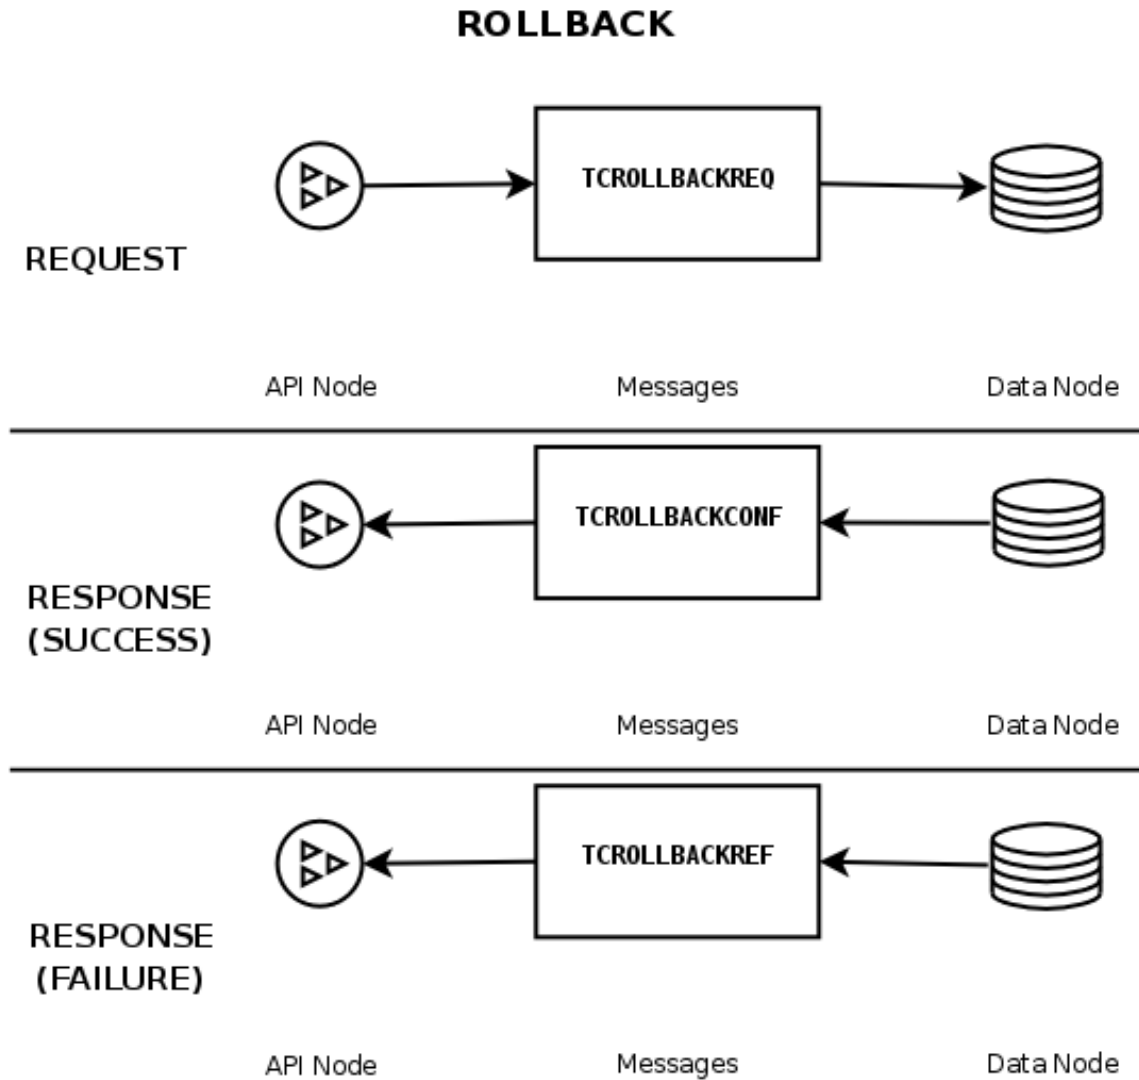 ROLLBACK
TCROLLBACKREQ
REQUEST
API Node
Messages
Data Node
TCROLLBACKCONF
RESPONSE
(SUCCESS)
API Node
Messages
Data Node
TCROLLBACKREF
RESPONSE
(FAILURE)
API Node
Messages
Data Node